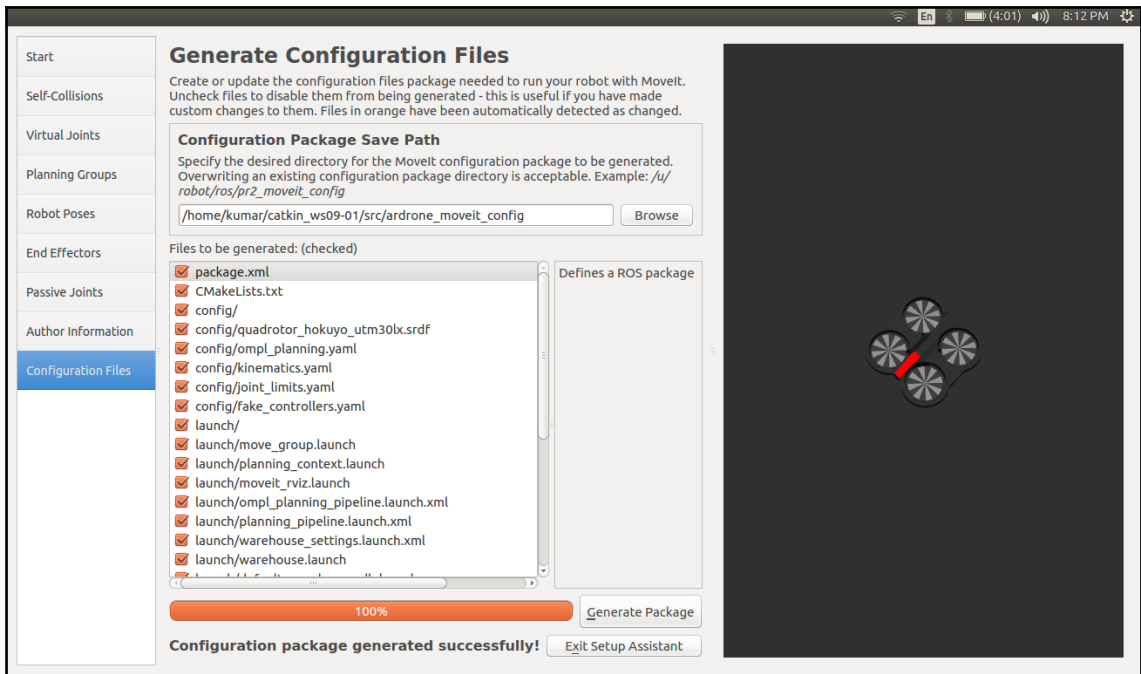 En (4:01) 8:12 PM
Start
Self-Collisions
Virtual Joints
Planning Groups
Robot Poses
End Effectors
Passive Joints
Author Information
Configuration Files
Generate Configuration Files
Create or update the configuration files package needed to run your robot with MoveIt.
Uncheck files to disable them from being generated - this is useful if you have made
custom changes to them. Files in orange have been automatically detected as changed.
Configuration Package Save Path
Specify the desired directory for the MoveIt configuration package to be generated.
Overwriting an existing configuration package directory is acceptable. Example: /u/
robot/ros/pr2_moveit_config
/home/kumar/catkin_ws09-01/src/ardrone_moveit_config Browse
Files to be generated: (checked)
package.xml
CMakeLists.txt
config/
config/quadrotor_hokuyo_utm30lx.srdf
config/ompl_planning.yaml
config/kinematics.yaml
config/joint_limits.yaml
config/fake_controllers.yaml
launch/
launch/move_group.launch
launch/planning_context.launch
launch/moveit_rviz.launch
launch/ompl_planning_pipeline.launch.xml
launch/planning_pipeline.launch.xml
launch/warehouse_settings.launch.xml
launch/warehouse.launch
Defines a ROS package
100% Generate Package
Configuration package generated successfully! Exit Setup Assistant